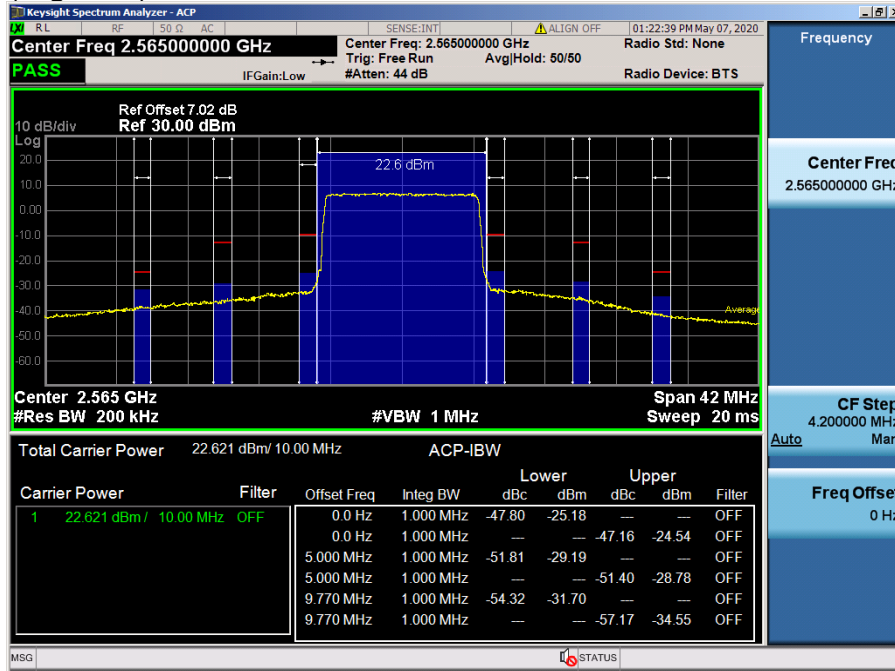 Keysight Spectrum Analyzer - ACP
LXI RL RF 50 Ω AC SENSE:INT ALIGN OFF 01:22:39 PM May 07, 2020
Center Freq 2.565000000 GHz Center Freq: 2.565000000 GHz Radio Std: None
Trig: Free Run Avg|Hold: 50/50
PASS IFGain:Low #Atten: 44 dB Radio Device: BTS
Frequency
Ref Offset 7.02 dB
10 dB/div Ref 30.00 dBm
Log
20.0
10.0
0.00
-10.0
-20.0
-30.0
-40.0
-50.0
-60.0
22.6 dBm
Average
Center 2.565 GHz Span 42 MHz
#Res BW 200 kHz #VBW 1 MHz Sweep 20 ms
Center Freq
2.565000000 GHz
CF Step
4.200000 MHz
Auto Man
Freq Offset
0 Hz
Total Carrier Power 22.621 dBm/ 10.00 MHz ACP-IBW
Lower Upper
Carrier Power Filter Offset Freq Integ BW dBc dBm dBc dBm Filter
1 22.621 dBm / 10.00 MHz OFF 0.0 Hz 1.000 MHz -47.80 -25.18 --- --- OFF
0.0 Hz 1.000 MHz --- --- -47.16 -24.54 OFF
5.000 MHz 1.000 MHz -51.81 -29.19 --- --- OFF
5.000 MHz 1.000 MHz --- --- -51.40 -28.78 OFF
9.770 MHz 1.000 MHz -54.32 -31.70 --- --- OFF
9.770 MHz 1.000 MHz --- --- -57.17 -34.55 OFF
MSG STATUS